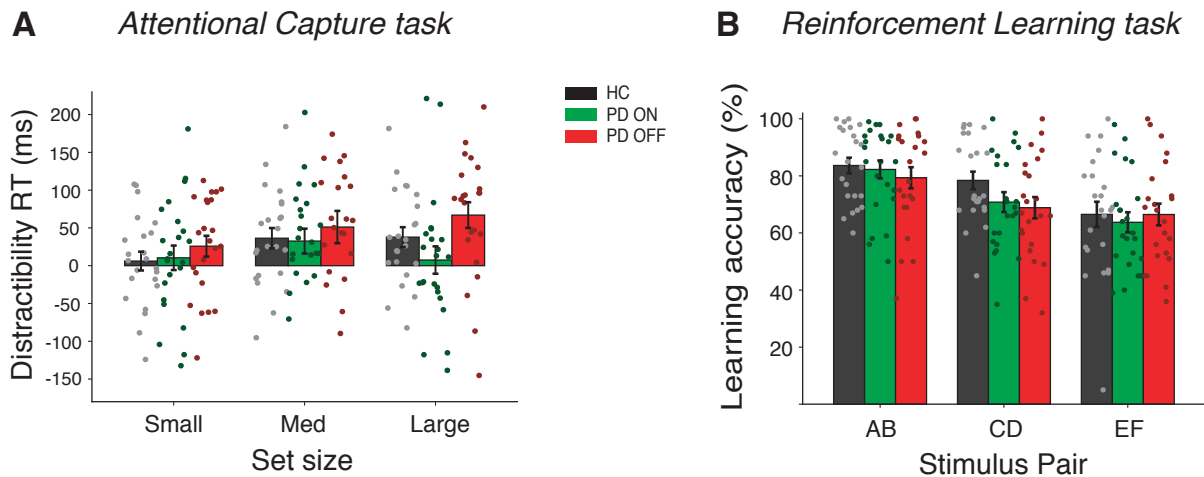 A Attentional Capture task
Distractibility RT (ms)
200
150
100
50
0
-50
-100
-150
Small Med Large
Set size
HC
PD ON
PD OFF
B Reinforcement Learning task
Learning accuracy (%)
100
80
60
40
20
AB CD EF
Stimulus Pair